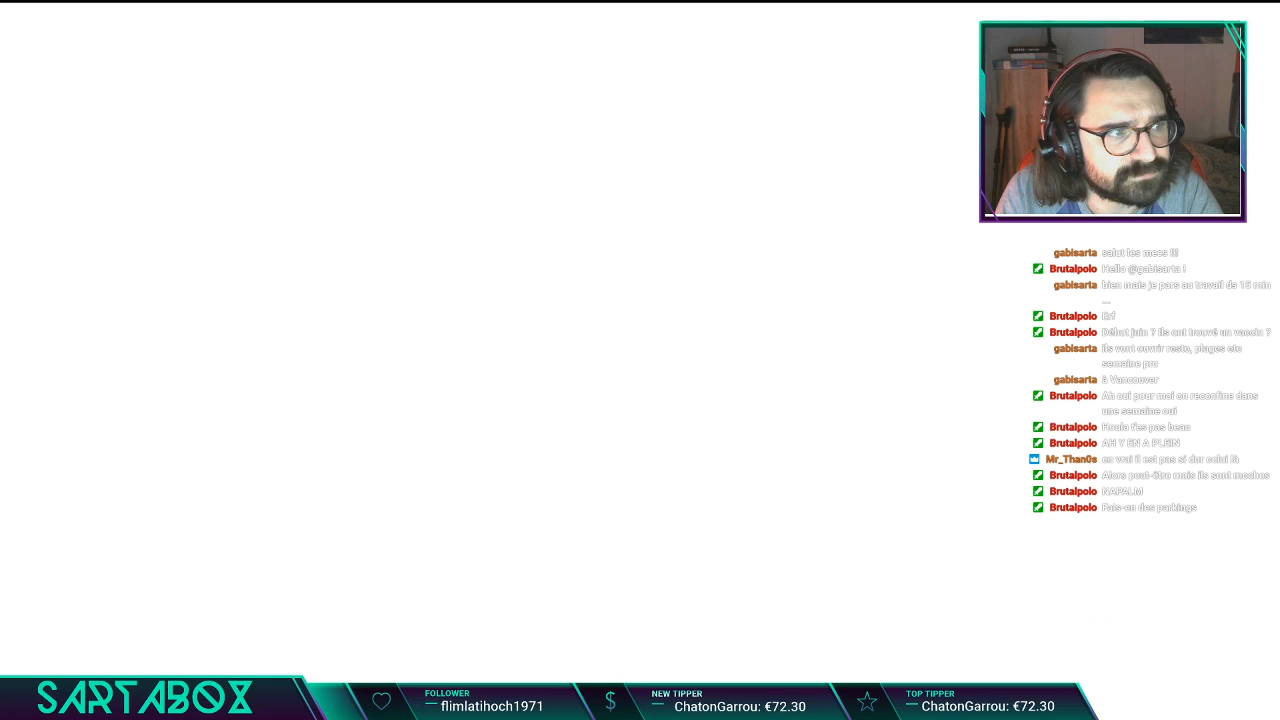 gabisarta salut les mecs !!!
Brutalpolo Hello @gabisarta !
gabisarta bien mais je pars au travail ds 15 min
...
Brutalpolo Erf
Brutalpolo Début juin ? Ils ont trouvé un vaccin ?
gabisarta ils vont ouvrir resto, plages etc
semaine pro
gabisarta à Vancouver
Brutalpolo Ah oui pour moi on reconfine dans
une semaine oui
Brutalpolo Houla t'es pas beau
Brutalpolo AH Y EN A PLEIN
Mr_Than0s en vrai il est pas si dur celui là
Brutalpolo Alors peut-être mais ils sont moches
Brutalpolo NAPALM
Brutalpolo Fais-en des parkings
SARTABOX
FOLLOWER
flimlatihoch1971
NEW TIPPER
ChatonGarrou: €72.30
TOP TIPPER
ChatonGarrou: €72.30